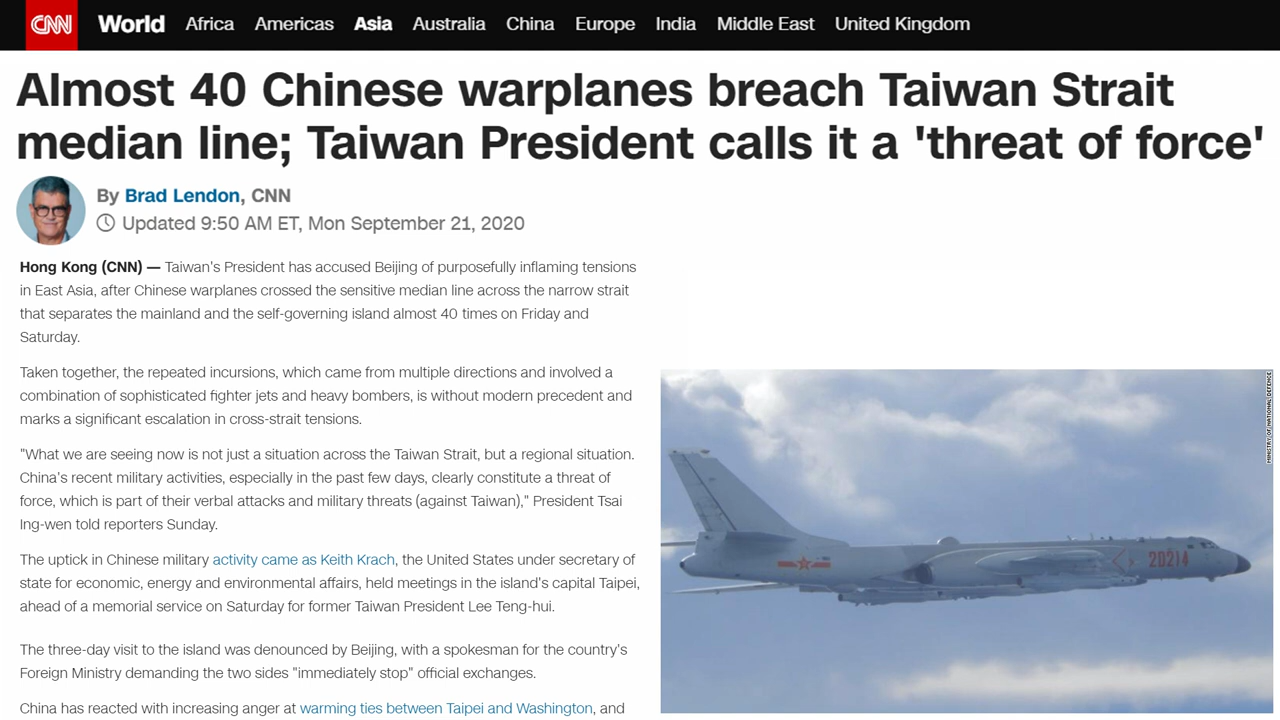 CNN World Africa Americas Asia Australia China Europe India Middle East United Kingdom
Almost 40 Chinese warplanes breach Taiwan Strait
median line; Taiwan President calls it a 'threat of force'
By Brad Lendon, CNN
Updated 9:50 AM ET, Mon September 21, 2020
Hong Kong (CNN) — Taiwan's President has accused Beijing of purposefully inflaming tensions
in East Asia, after Chinese warplanes crossed the sensitive median line across the narrow strait
that separates the mainland and the self-governing island almost 40 times on Friday and
Saturday.
Taken together, the repeated incursions, which came from multiple directions and involved a
combination of sophisticated fighter jets and heavy bombers, is without modern precedent and
marks a significant escalation in cross-strait tensions.
"What we are seeing now is not just a situation across the Taiwan Strait, but a regional situation.
China's recent military activities, especially in the past few days, clearly constitute a threat of
force, which is part of their verbal attacks and military threats (against Taiwan)," President Tsai
Ing-wen told reporters Sunday.
The uptick in Chinese military activity came as Keith Krach, the United States under secretary of
state for economic, energy and environmental affairs, held meetings in the island's capital Taipei,
ahead of a memorial service on Saturday for former Taiwan President Lee Teng-hui.
The three-day visit to the island was denounced by Beijing, with a spokesman for the country's
Foreign Ministry demanding the two sides "immediately stop" official exchanges.
China has reacted with increasing anger at warming ties between Taipei and Washington, and
MINISTRY OF NATIONAL DEFENCE
20214